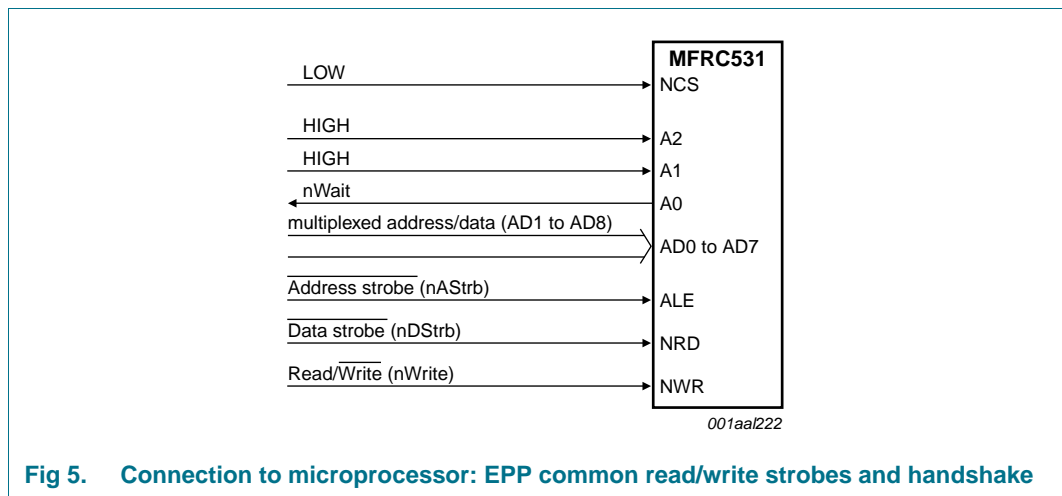 MFRC531
LOW
NCS
HIGH
A2
HIGH
A1
nWait
A0
multiplexed address/data (AD1 to AD8)
AD0 to AD7
Address strobe (nAStrb)
ALE
Data strobe (nDStrb)
NRD
Read/Write (nWrite)
NWR
001aal222
Fig 5. Connection to microprocessor: EPP common read/write strobes and handshake